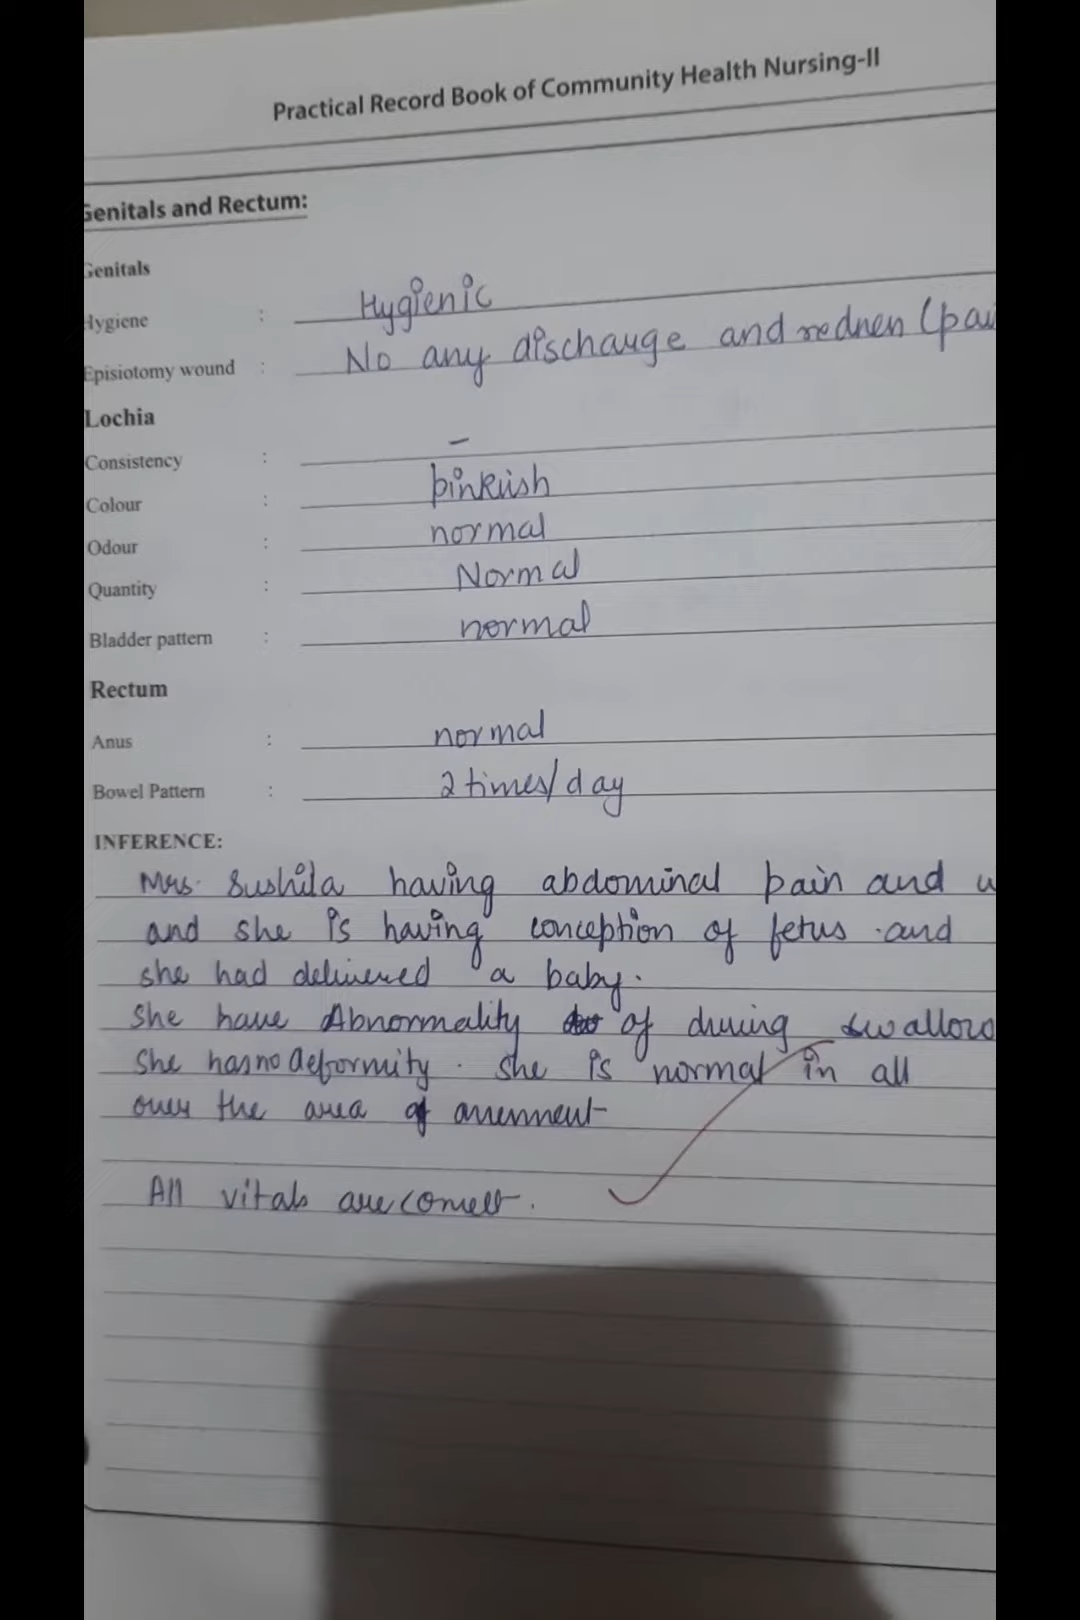 Practical Record Book of Community Health Nursing-II
Genitals and Rectum:
Genitals
Hygiene : Hygienic
Episiotomy wound : No any discharge and rednen (pai
Lochia
Consistency : –
Colour : pinkish
Odour : normal
Quantity : Normal
Bladder pattern : normal
Rectum
Anus : normal
Bowel Pattern : 2 times/day
INFERENCE:
Mrs. Sushila having abdominal pain and
and she is having conception of fetus and
she had delivered a baby.
She have Abnormality of during swallow
She has no deformity. She is normal in all
over the area of
All vitals are